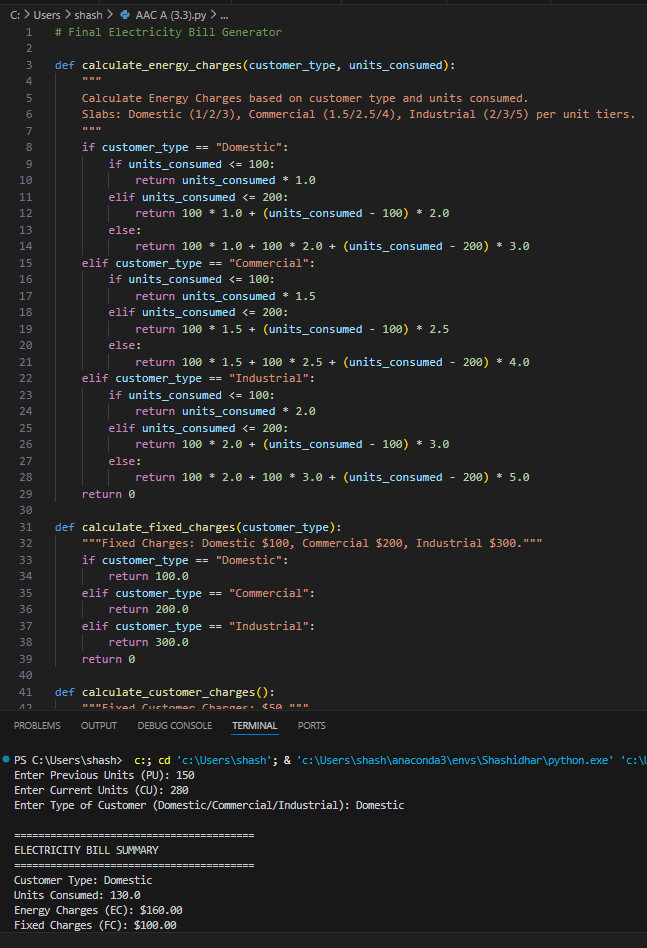 C: > Users > shash > AAC A (3.3).py > ...
1 # Final Electricity Bill Generator
2
3 def calculate_energy_charges(customer_type, units_consumed):
4     """
5     Calculate Energy Charges based on customer type and units consumed.
6     Slabs: Domestic (1/2/3), Commercial (1.5/2.5/4), Industrial (2/3/5) per unit tiers.
7     """
8     if customer_type == "Domestic":
9         if units_consumed <= 100:
10             return units_consumed * 1.0
11         elif units_consumed <= 200:
12             return 100 * 1.0 + (units_consumed - 100) * 2.0
13         else:
14             return 100 * 1.0 + 100 * 2.0 + (units_consumed - 200) * 3.0
15     elif customer_type == "Commercial":
16         if units_consumed <= 100:
17             return units_consumed * 1.5
18         elif units_consumed <= 200:
19             return 100 * 1.5 + (units_consumed - 100) * 2.5
20         else:
21             return 100 * 1.5 + 100 * 2.5 + (units_consumed - 200) * 4.0
22     elif customer_type == "Industrial":
23         if units_consumed <= 100:
24             return units_consumed * 2.0
25         elif units_consumed <= 200:
26             return 100 * 2.0 + (units_consumed - 100) * 3.0
27         else:
28             return 100 * 2.0 + 100 * 3.0 + (units_consumed - 200) * 5.0
29     return 0
30
31 def calculate_fixed_charges(customer_type):
32     """Fixed Charges: Domestic $100, Commercial $200, Industrial $300."""
33     if customer_type == "Domestic":
34         return 100.0
35     elif customer_type == "Commercial":
36         return 200.0
37     elif customer_type == "Industrial":
38         return 300.0
39     return 0
40
41 def calculate_customer_charges():
42     """Fixed Customer Charges: $50."""
PROBLEMS OUTPUT DEBUG CONSOLE TERMINAL PORTS
PS C:\Users\shash> c:; cd 'c:\Users\shash'; & 'c:\Users\shash\anaconda3\envs\Shashidhar\python.exe' 'c:\
Enter Previous Units (PU): 150
Enter Current Units (CU): 280
Enter Type of Customer (Domestic/Commercial/Industrial): Domestic
========================================
ELECTRICITY BILL SUMMARY
========================================
Customer Type: Domestic
Units Consumed: 130.0
Energy Charges (EC): $160.00
Fixed Charges (FC): $100.00